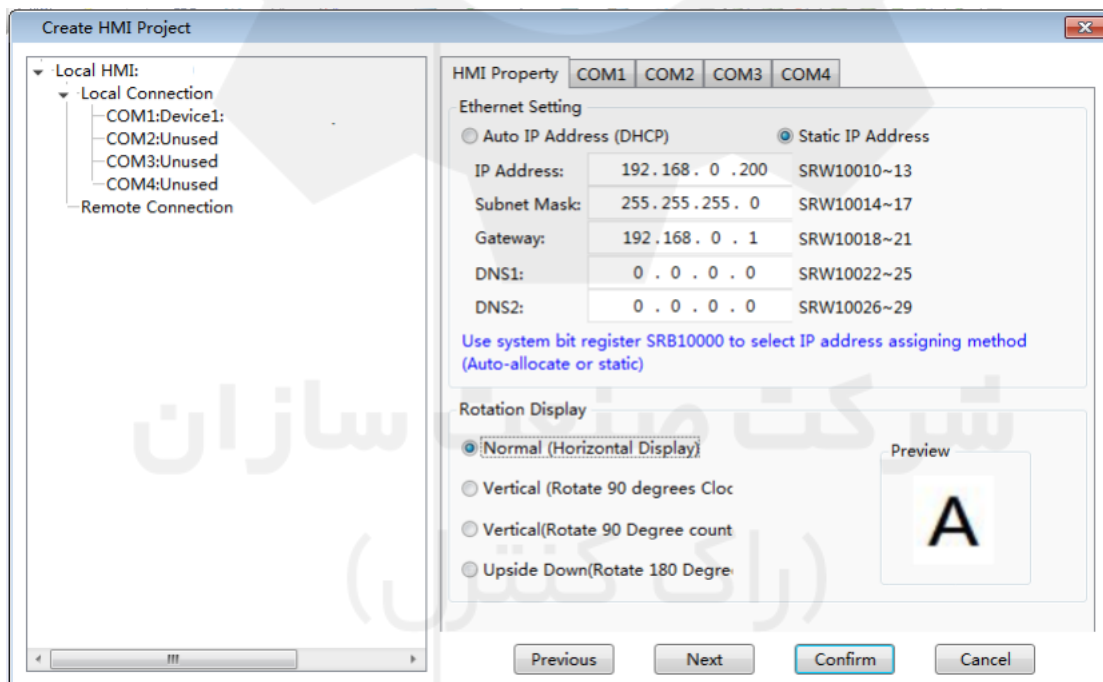 Create HMI Project
Local HMI:
Local Connection
COM1:Device1:
COM2:Unused
COM3:Unused
COM4:Unused
Remote Connection
HMI Property COM1 COM2 COM3 COM4
Ethernet Setting
Auto IP Address (DHCP) Static IP Address
IP Address: 192.168. 0 .200 SRW10010~13
Subnet Mask: 255.255.255. 0 SRW10014~17
Gateway: 192.168. 0 . 1 SRW10018~21
DNS1: 0 . 0 . 0 . 0 SRW10022~25
DNS2: 0 . 0 . 0 . 0 SRW10026~29
Use system bit register SRB10000 to select IP address assigning method
(Auto-allocate or static)
Rotation Display
Normal (Horizontal Display)
Preview
Vertical (Rotate 90 degrees Cloc
A
Vertical(Rotate 90 Degree count
Upside Down(Rotate 180 Degre
شرکت صنعت سازان
(راک کنترل)
Previous Next Confirm Cancel